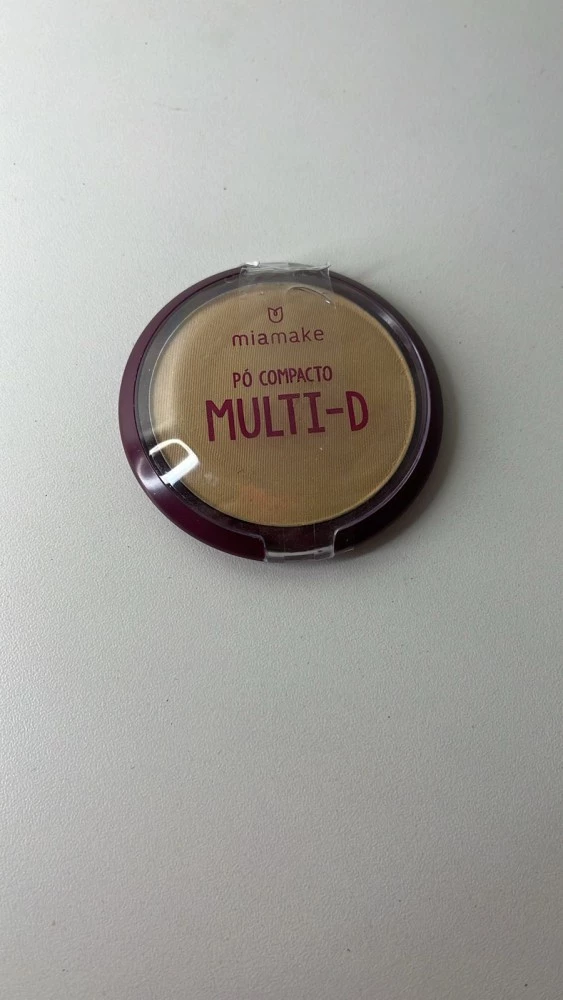 miamake
PÓ COMPACTO
MULTI-D